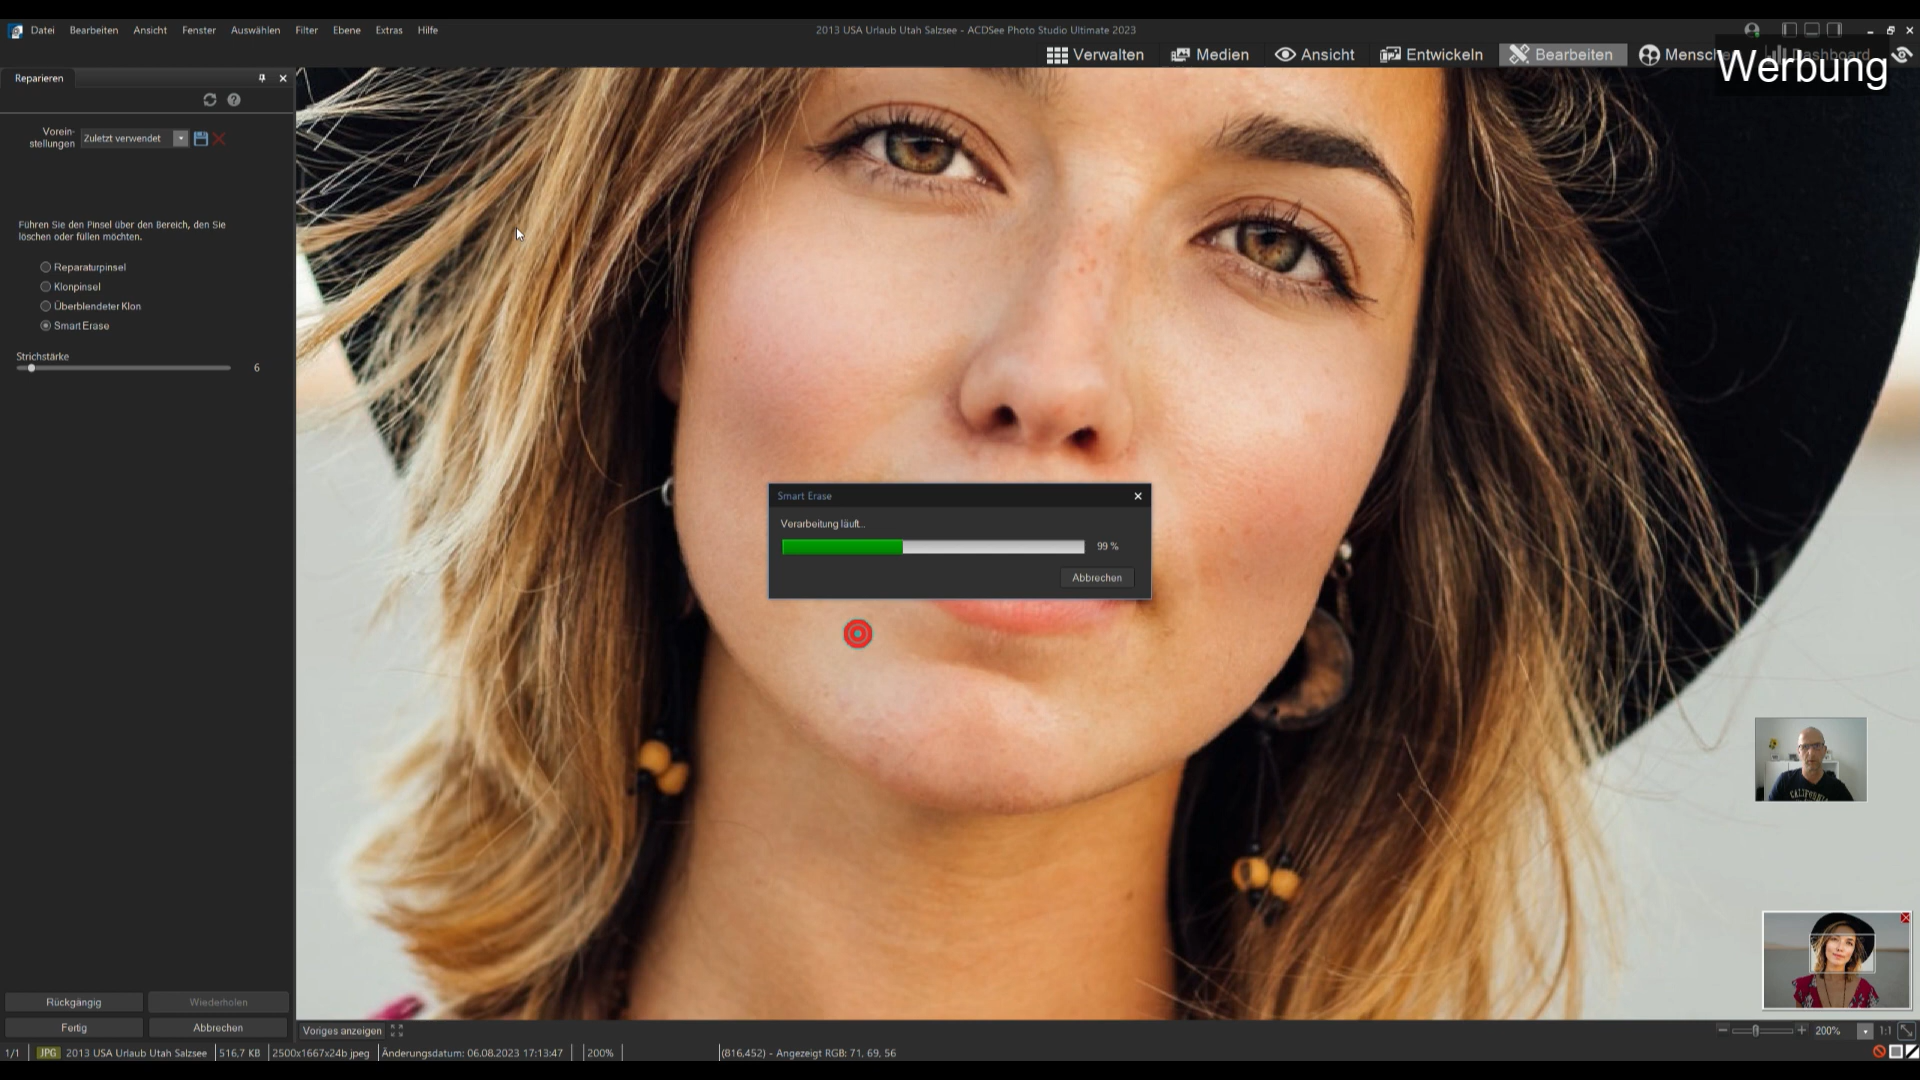 Datei Bearbeiten Ansicht Fenster Auswählen Filter Ebene Extras Hilfe
2013 USA Urlaub Utah Salzsee - ACDSee Photo Studio Ultimate 2023
Verwalten Medien Ansicht Entwickeln Bearbeiten
Werbung
Reparieren
Vorein-
stellungen
Zuletzt verwendet
Führen Sie den Pinsel über den Bereich, den Sie
löschen oder füllen möchten.
Reparaturpinsel
Klonpinsel
Überblendeter Klon
Smart Erase
Strichstärke
6
Smart Erase
Verarbeitung läuft...
99 %
Abbrechen
CALIFORNIA
Rückgängig Wiederholen
Fertig Abbrechen
Voriges anzeigen
200% 1:1
1/1 JPG 2013 USA Urlaub Utah Salzsee 516,7 KB 2500x1667x24b jpeg Änderungsdatum: 06.08.2023 17:13:47 200% (816,452) - Angezeigt RGB: 71, 69, 56